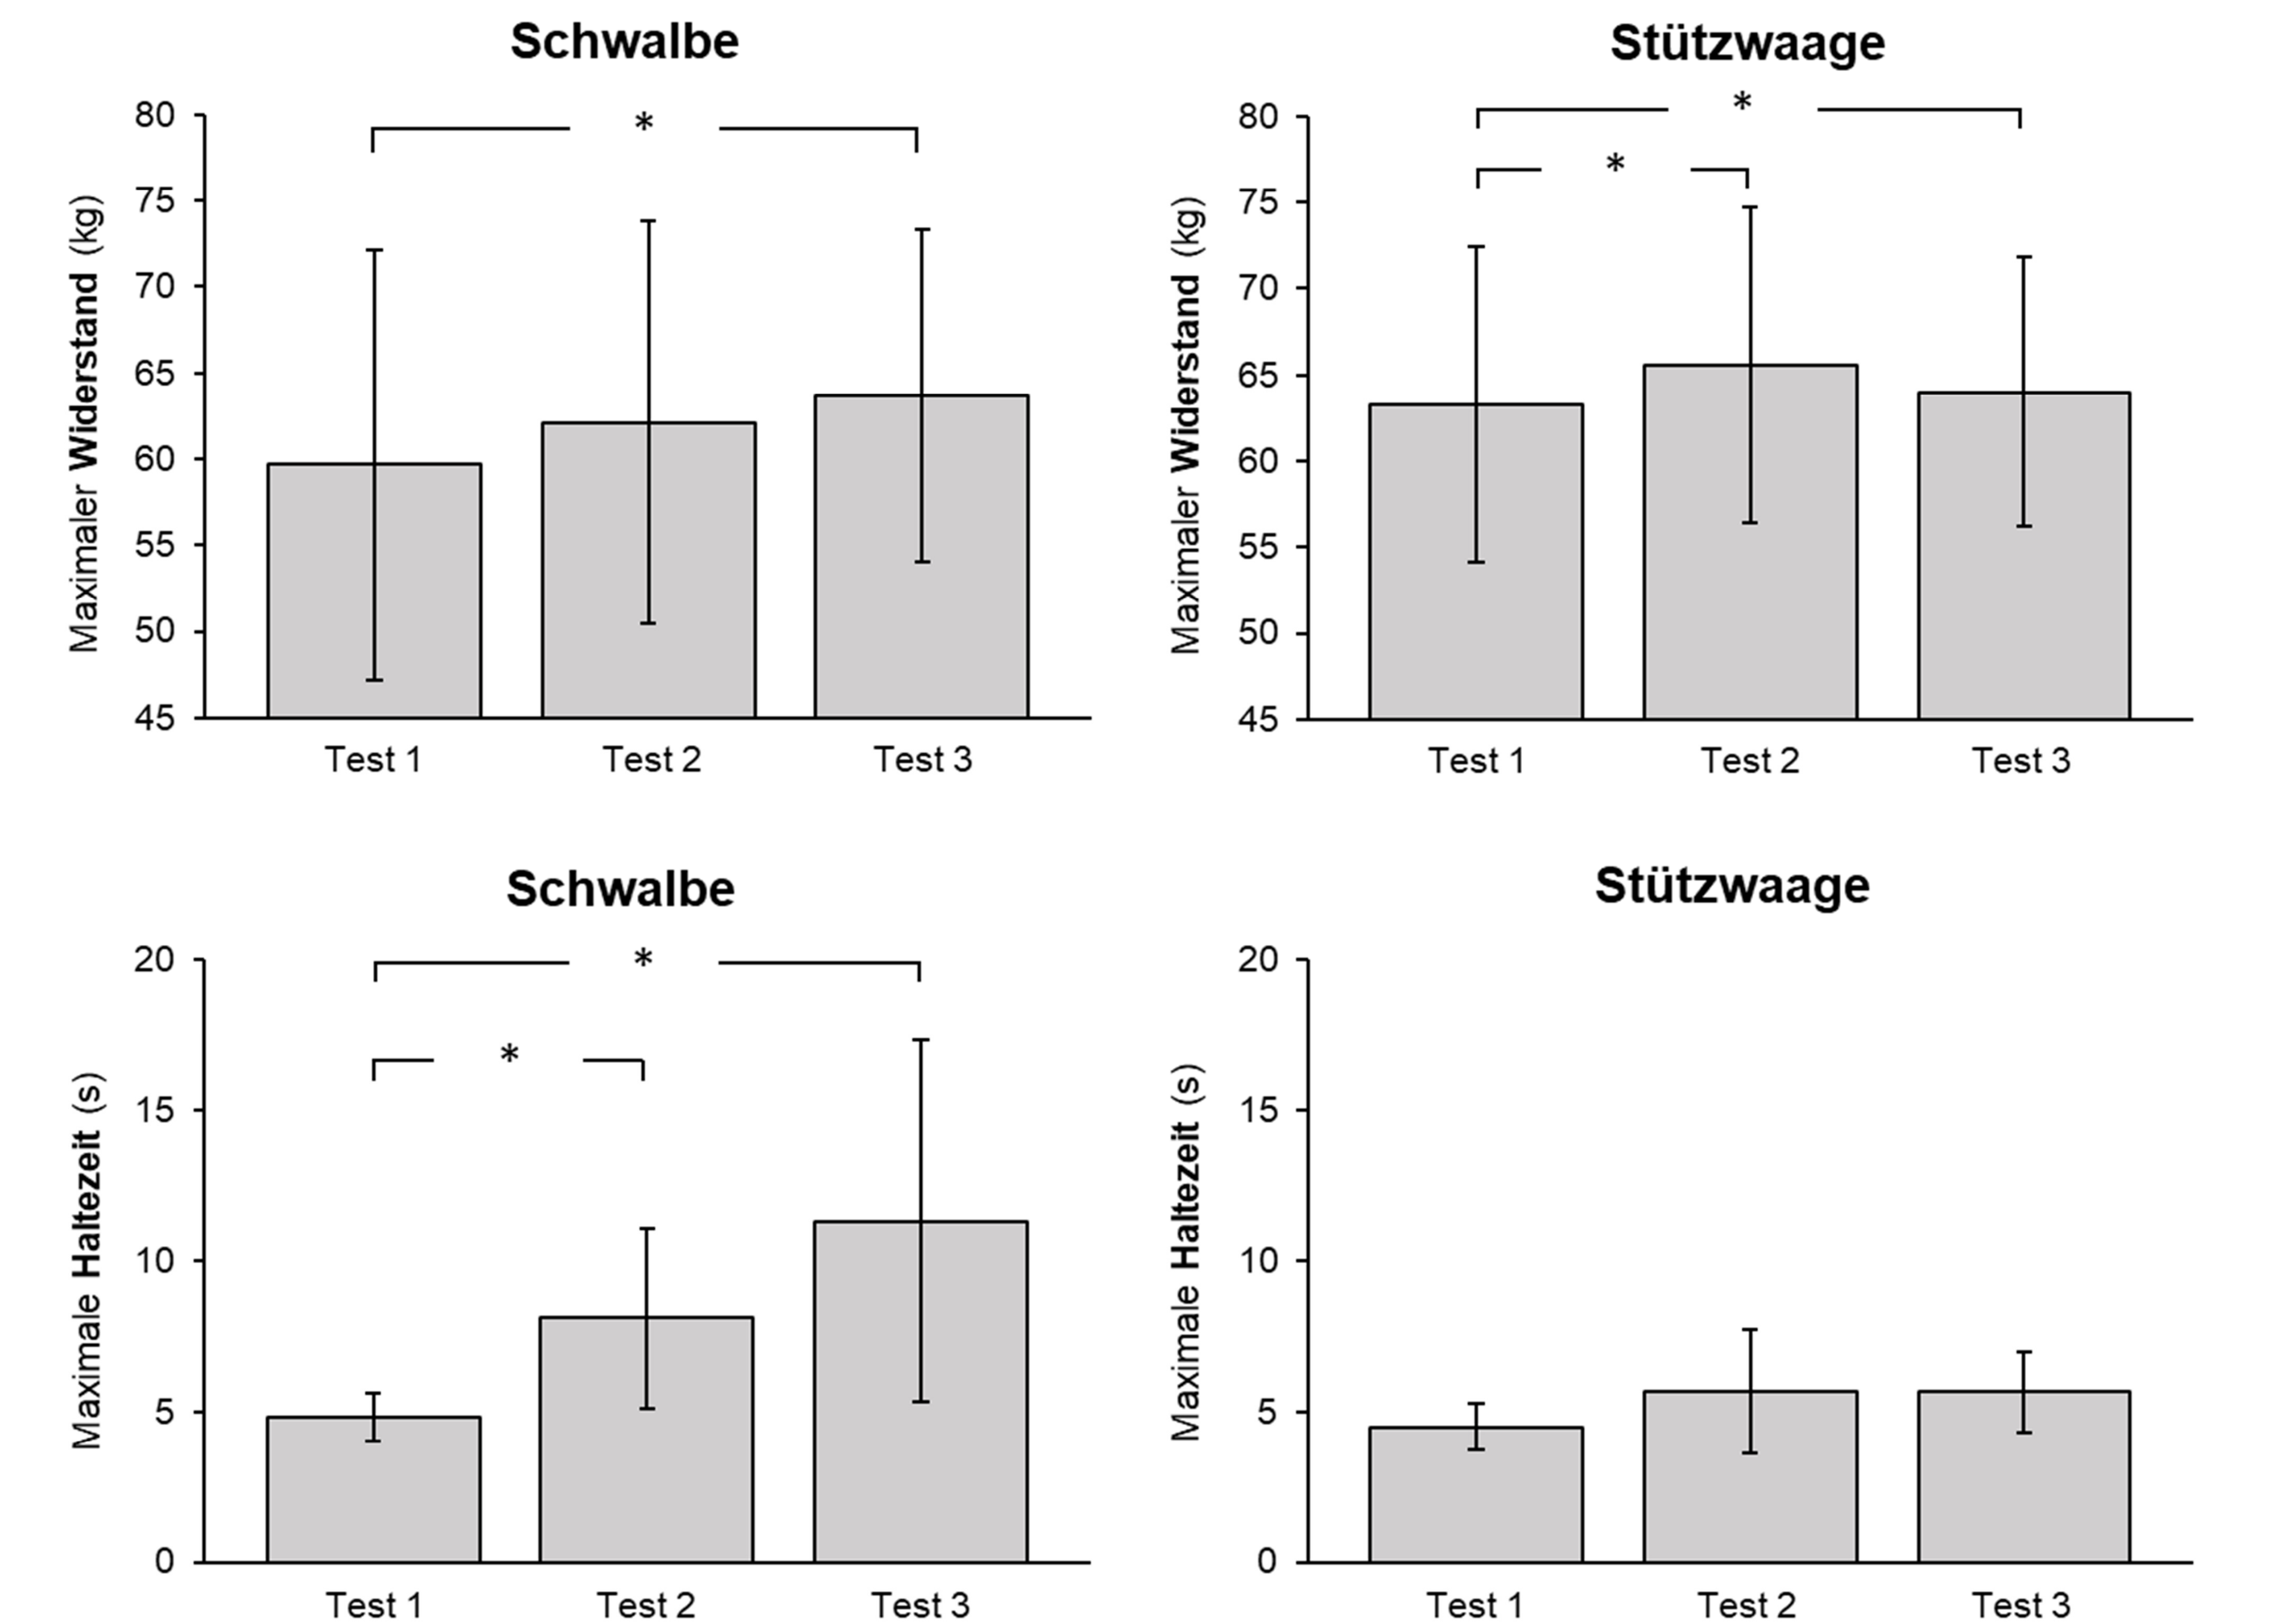 Schwalbe
Maximaler Widerstand (kg)
80
75
70
65
60
55
50
45
*
Test 1 Test 2 Test 3
Stützwaage
Maximaler Widerstand (kg)
80
75
70
65
60
55
50
45
*
*
Test 1 Test 2 Test 3
Schwalbe
Maximale Haltezeit (s)
20
15
10
5
0
*
*
Test 1 Test 2 Test 3
Stützwaage
Maximale Haltezeit (s)
20
15
10
5
0
Test 1 Test 2 Test 3